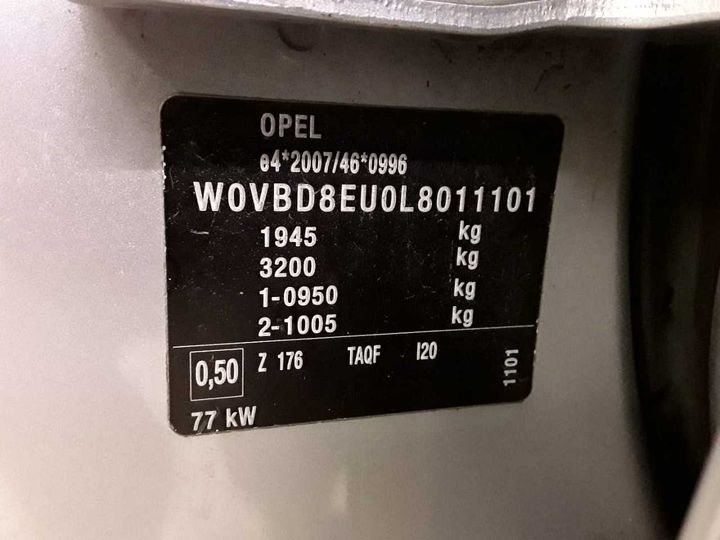 OPEL
e4*2007/46*0996
W0VBD8EU0L8011101
1945 kg
3200 kg
1-0950 kg
2-1005 kg
0,50 Z 176 TAQF I20 1101
77 kW